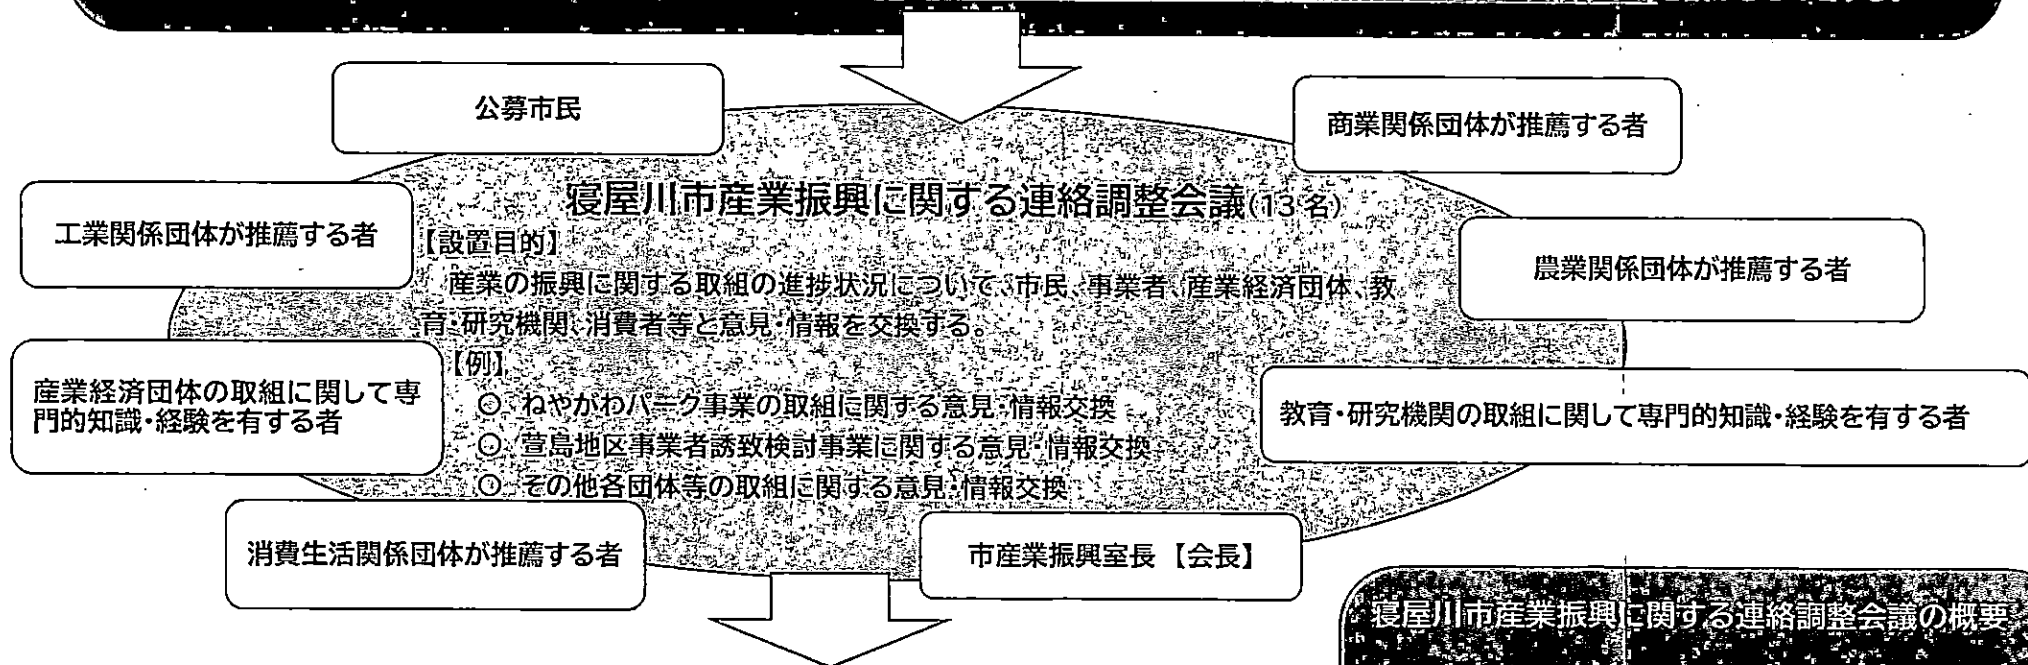 公募市民
商業関係団体が推薦する者
寝屋川市産業振興に関する連絡調整会議(13名)
工業関係団体が推薦する者
【設置目的】
産業の振興に関する取組の進捗状況について、市民、事業者、産業経済団体、教
育・研究機関、消費者等と意見・情報を交換する。
農業関係団体が推薦する者
【例】
産業経済団体の取組に関して専
門的知識・経験を有する者
○ ねやがわパーク事業の取組に関する意見・情報交換
○ 萱島地区事業者誘致検討事業に関する意見・情報交換
○ その他各団体等の取組に関する意見・情報交換
教育・研究機関の取組に関して専門的知識・経験を有する者
消費生活関係団体が推薦する者
市産業振興室長 【会長】
寝屋川市産業振興に関する連絡調整会議の概要